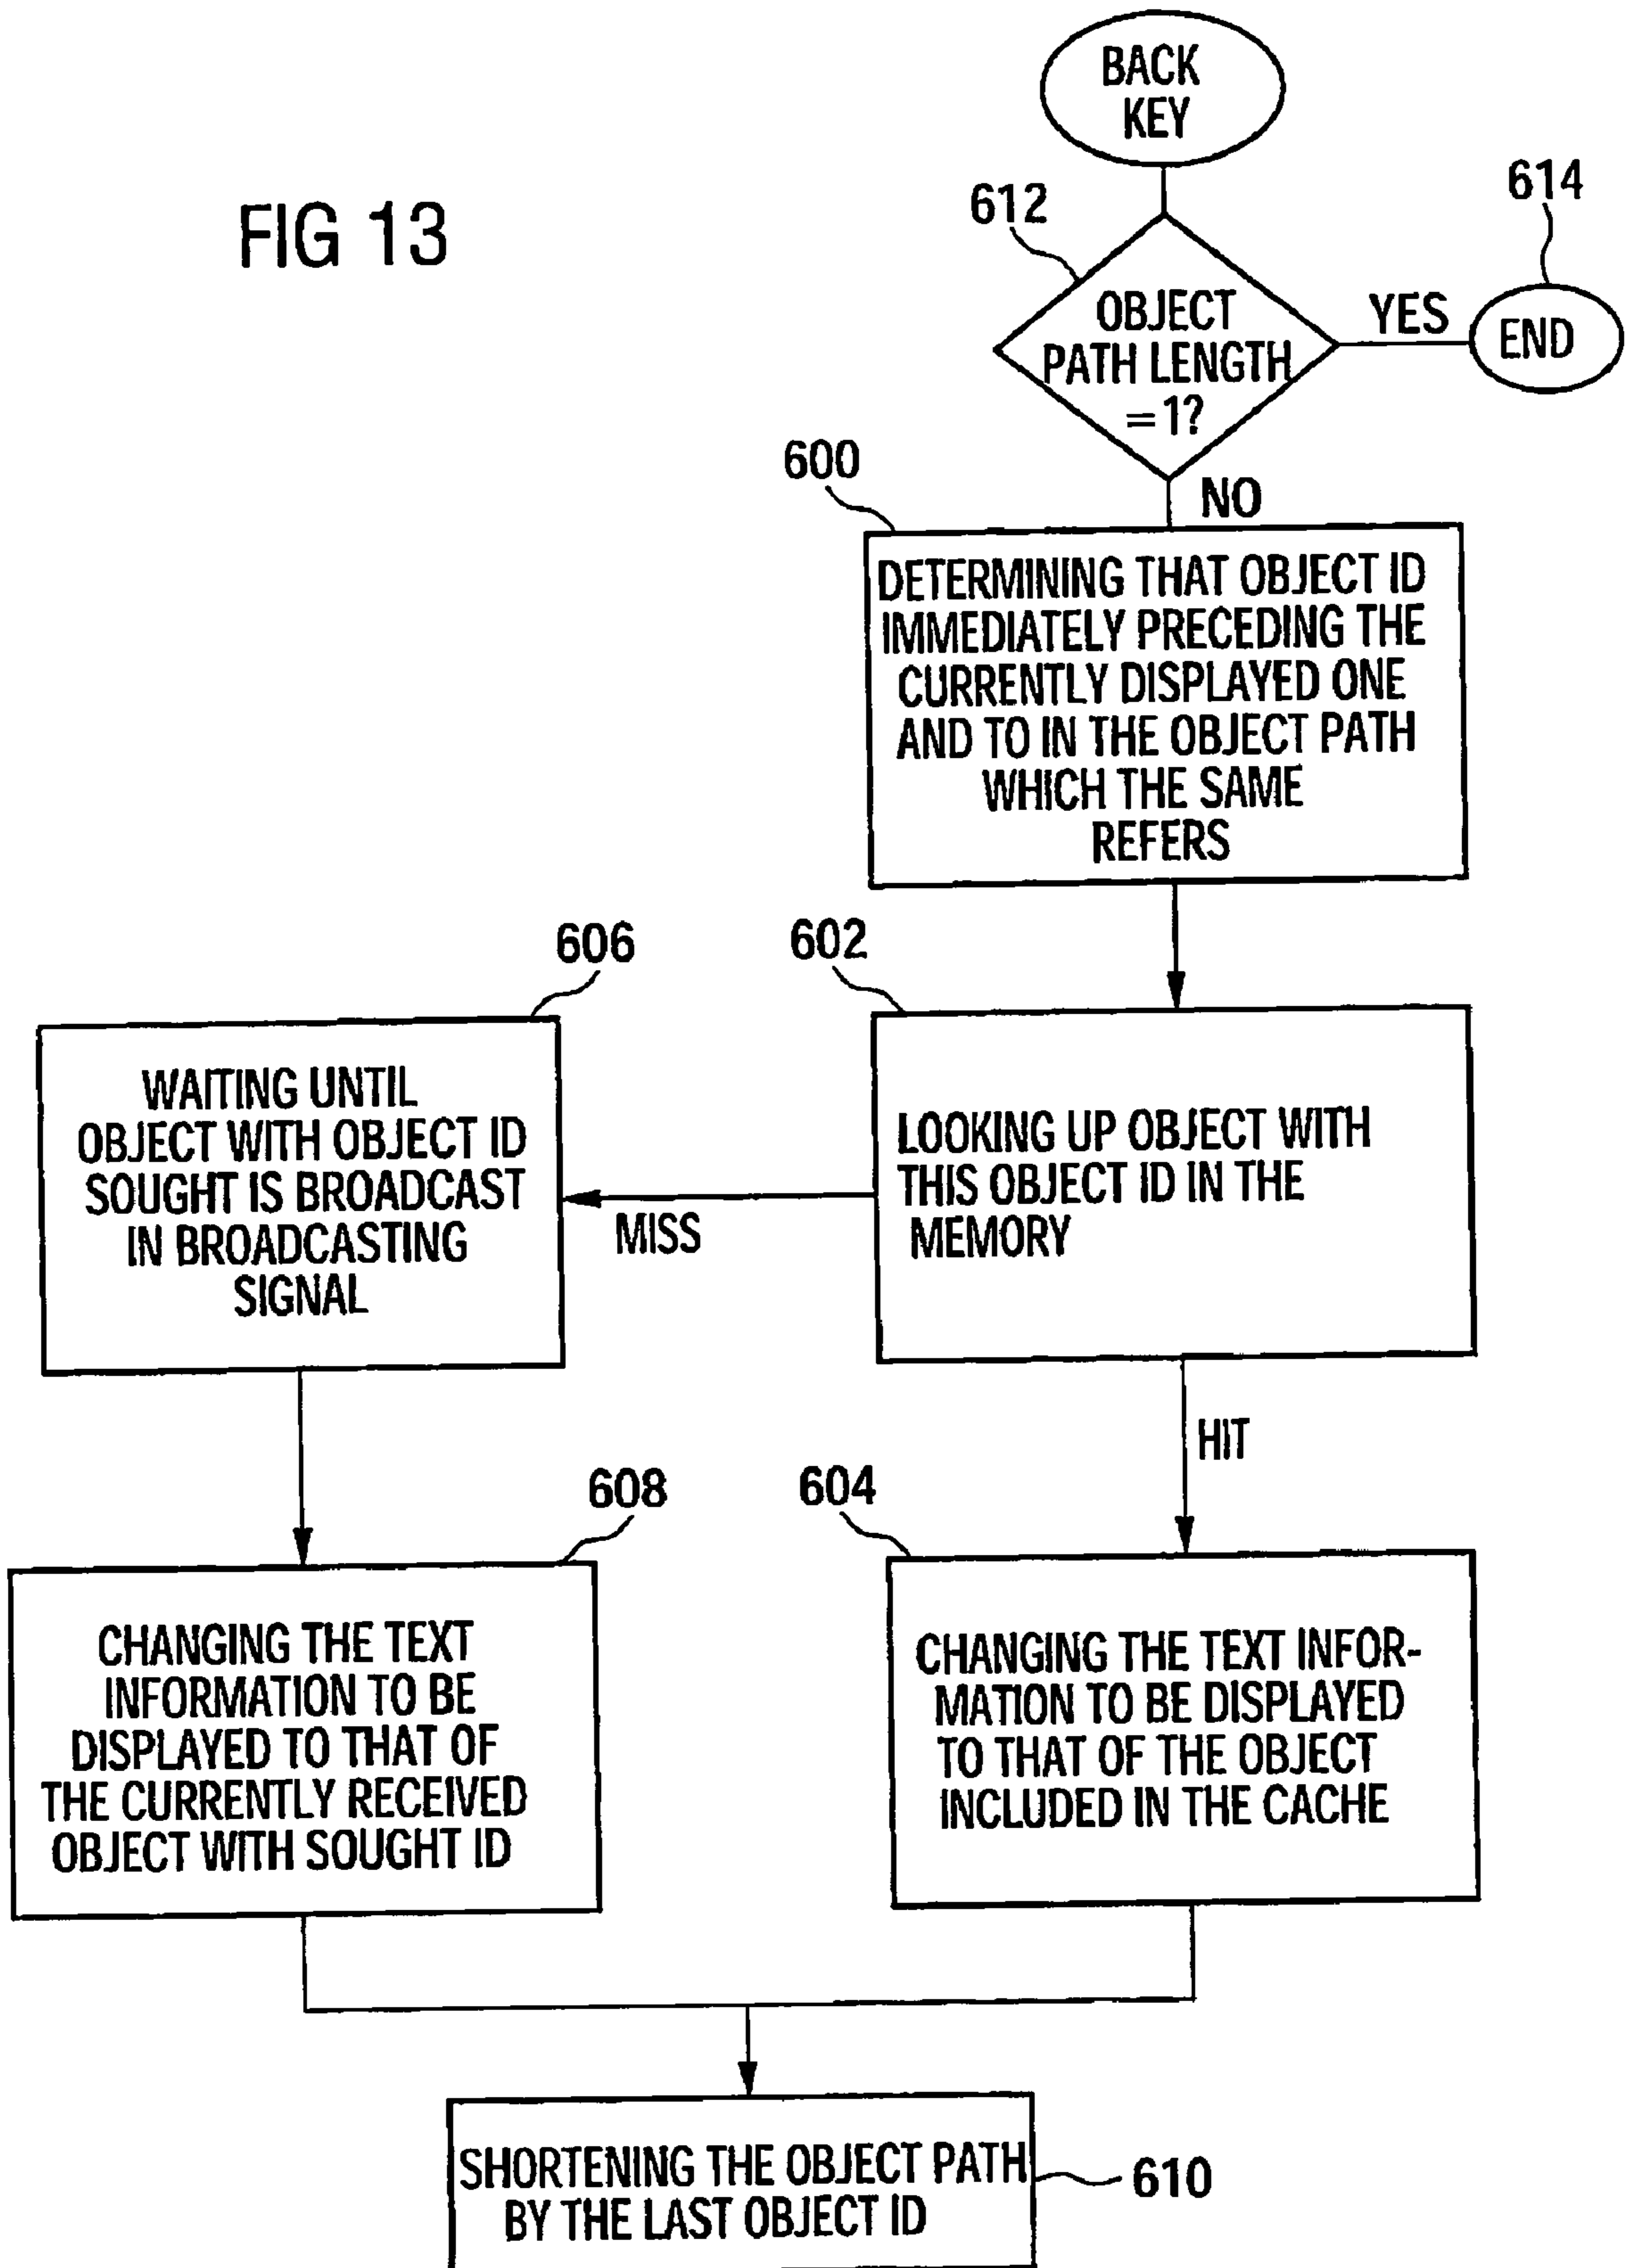 FIG 13
BACK
KEY
612
614
OBJECT
PATH LENGTH
=1?
YES
END
600
NO
DETERMINING THAT OBJECT ID
IMMEDIATELY PRECEDING THE
CURRENTLY DISPLAYED ONE
AND TO IN THE OBJECT PATH
WHICH THE SAME
REFERS
606
602
WAITING UNTIL
OBJECT WITH OBJECT ID
SOUGHT IS BROADCAST
IN BROADCASTING
SIGNAL
MISS
LOOKING UP OBJECT WITH
THIS OBJECT ID IN THE
MEMORY
HIT
608
604
CHANGING THE TEXT
INFORMATION TO BE
DISPLAYED TO THAT OF
THE CURRENTLY RECEIVED
OBJECT WITH SOUGHT ID
CHANGING THE TEXT INFOR-
MATION TO BE DISPLAYED
TO THAT OF THE OBJECT
INCLUDED IN THE CACHE
SHORTENING THE OBJECT PATH
BY THE LAST OBJECT ID
610